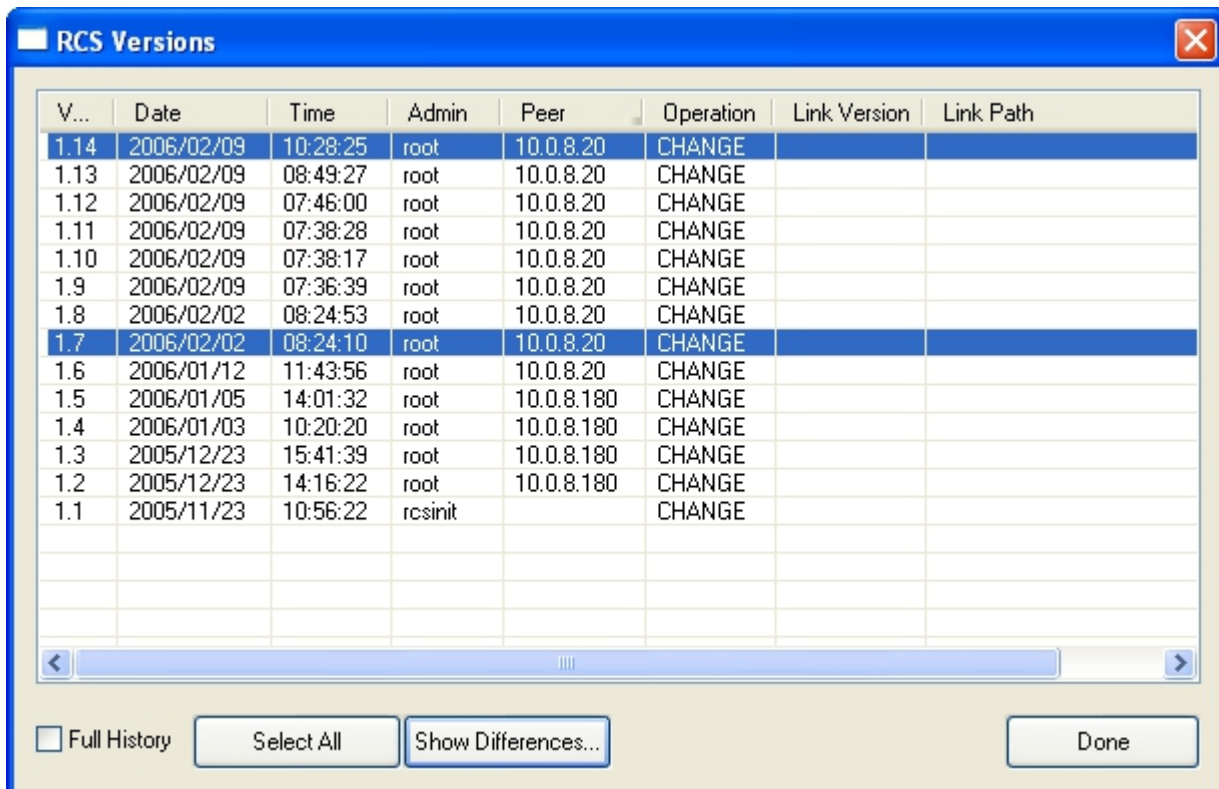 RCS Versions
V... Date Time Admin Peer Operation Link Version Link Path
1.14 2006/02/09 10:28:25 root 10.0.8.20 CHANGE
1.13 2006/02/09 08:49:27 root 10.0.8.20 CHANGE
1.12 2006/02/09 07:46:00 root 10.0.8.20 CHANGE
1.11 2006/02/09 07:38:28 root 10.0.8.20 CHANGE
1.10 2006/02/09 07:38:17 root 10.0.8.20 CHANGE
1.9 2006/02/09 07:36:39 root 10.0.8.20 CHANGE
1.8 2006/02/02 08:24:53 root 10.0.8.20 CHANGE
1.7 2006/02/02 08:24:10 root 10.0.8.20 CHANGE
1.6 2006/01/12 11:43:56 root 10.0.8.20 CHANGE
1.5 2006/01/05 14:01:32 root 10.0.8.180 CHANGE
1.4 2006/01/03 10:20:20 root 10.0.8.180 CHANGE
1.3 2005/12/23 15:41:39 root 10.0.8.180 CHANGE
1.2 2005/12/23 14:16:22 root 10.0.8.180 CHANGE
1.1 2005/11/23 10:56:22 rcsinit CHANGE
Full History Select All Show Differences... Done